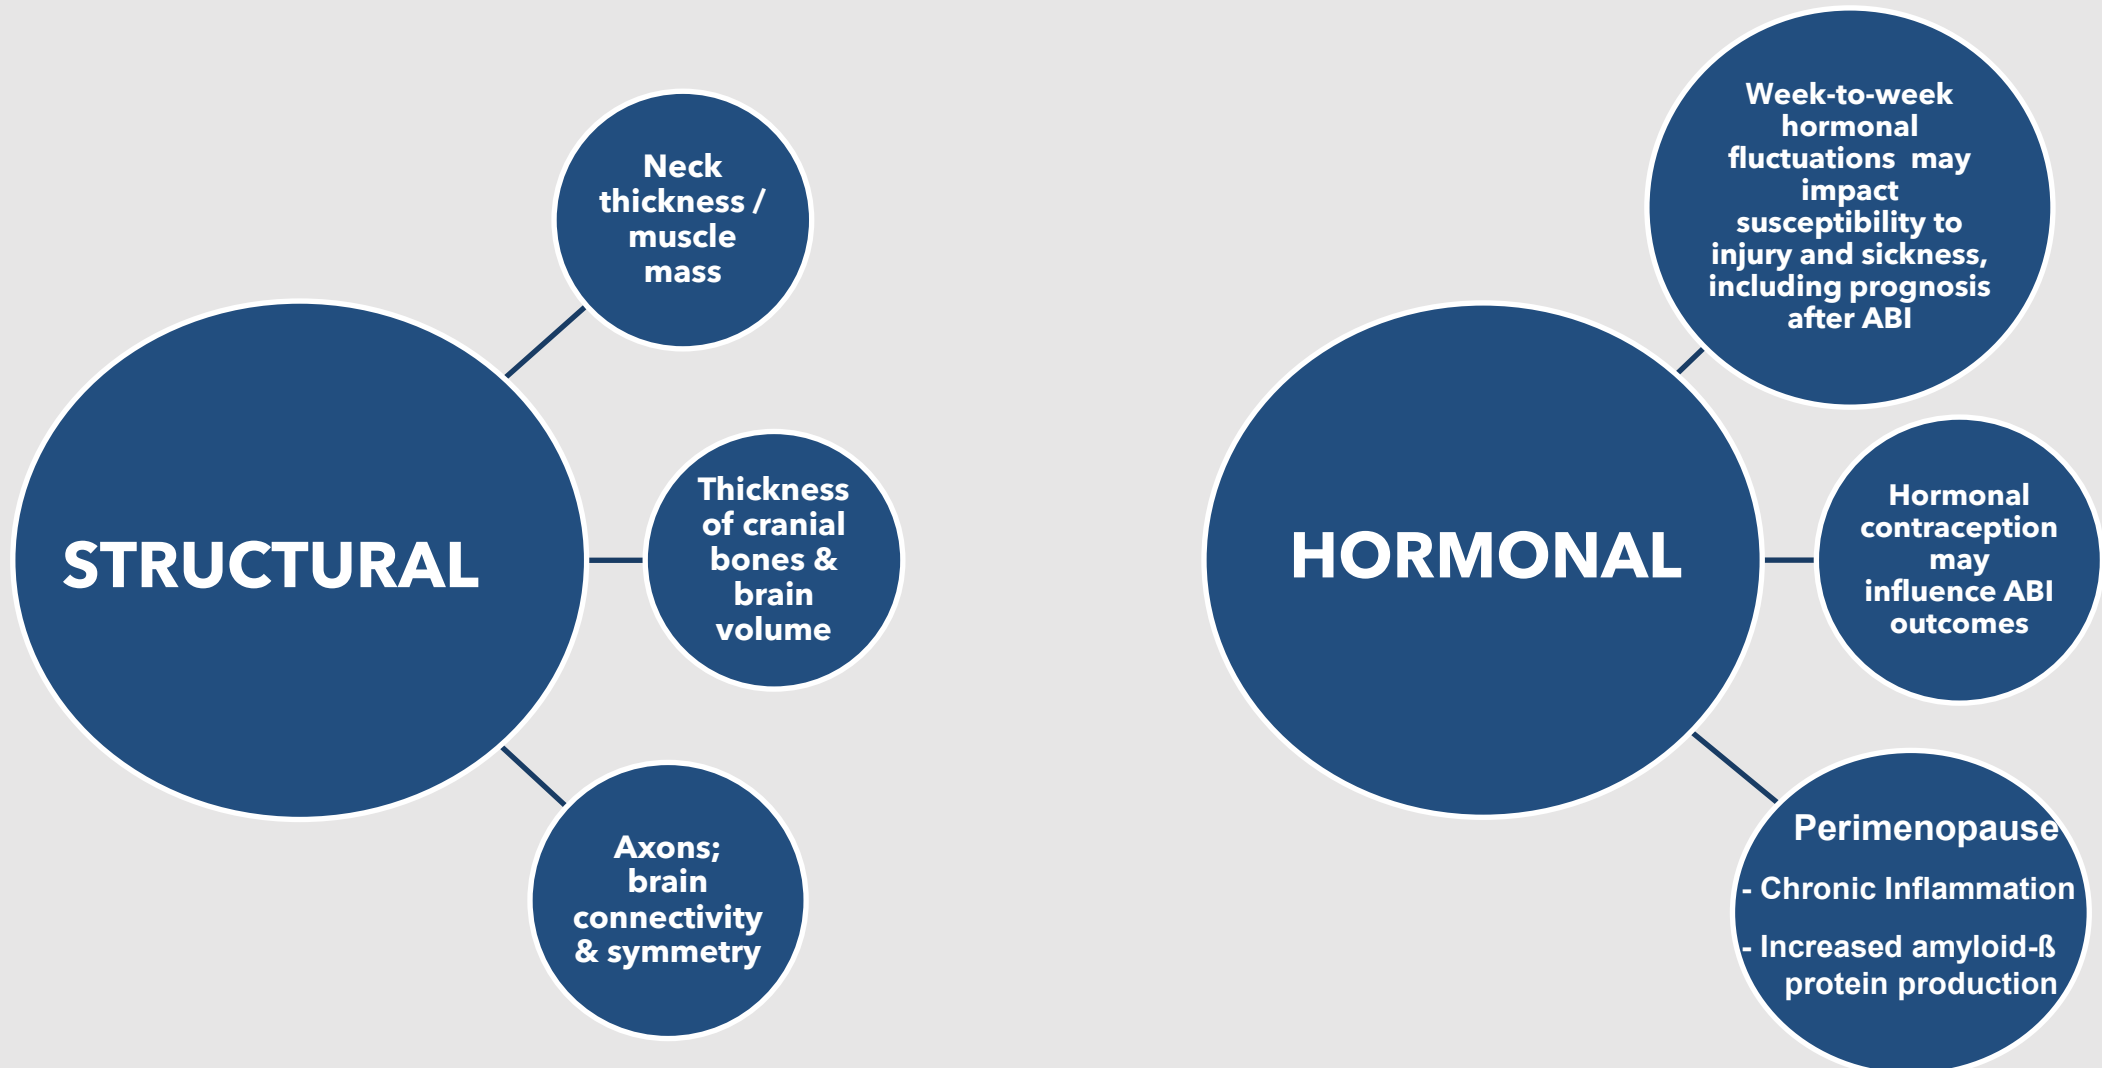 STRUCTURAL
Neck
thickness /
muscle
mass
Thickness
of cranial
bones &
brain
volume
Axons;
brain
connectivity
& symmetry
HORMONAL
Week-to-week
hormonal
fluctuations  may
impact
susceptibility to
injury and sickness,
including prognosis
after ABI
Hormonal
contraception
may
influence ABI
outcomes
Perimenopause
- Chronic Inflammation
- Increased amyloid-ß
protein production